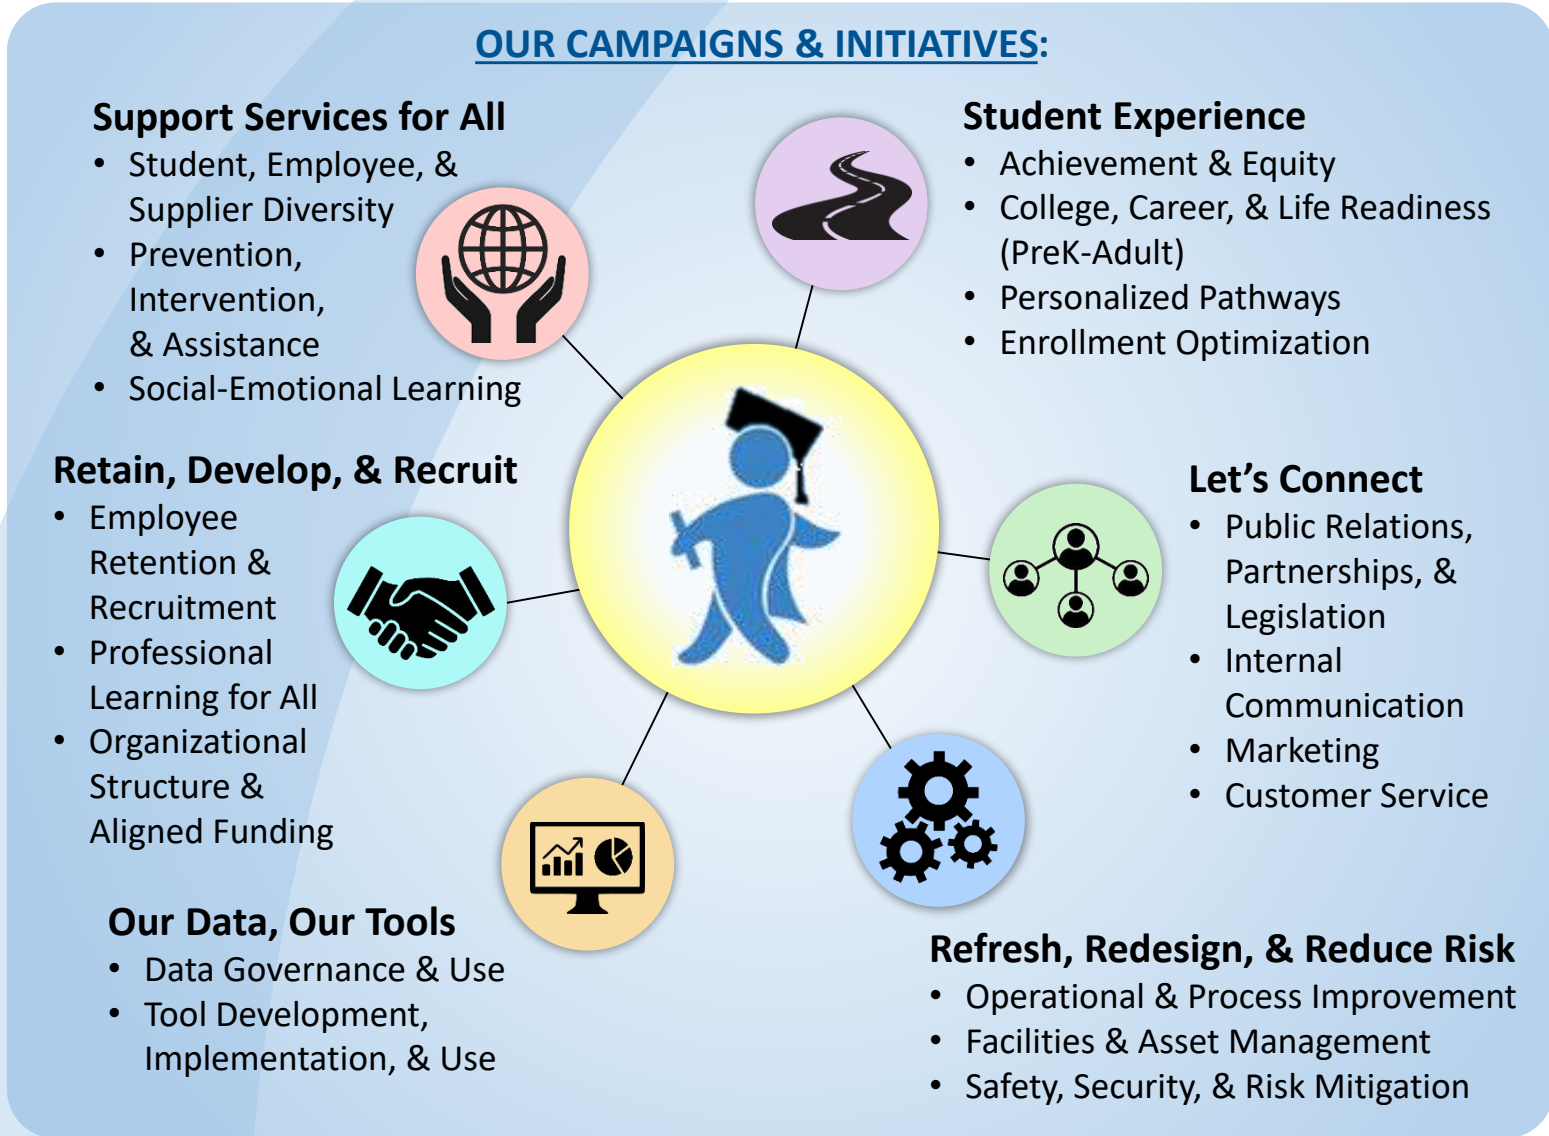 OUR CAMPAIGNS & INITIATIVES:
Support Services for All
• Student, Employee, &
Supplier Diversity
• Prevention,
Intervention,
& Assistance
• Social-Emotional Learning
Student Experience
• Achievement & Equity
• College, Career, & Life Readiness
(PreK-Adult)
• Personalized Pathways
• Enrollment Optimization
Retain, Develop, & Recruit
• Employee
Retention &
Recruitment
• Professional
Learning for All
• Organizational
Structure &
Aligned Funding
Let’s Connect
• Public Relations,
Partnerships, &
Legislation
• Internal
Communication
• Marketing
• Customer Service
Our Data, Our Tools
• Data Governance & Use
• Tool Development,
Implementation, & Use
Refresh, Redesign, & Reduce Risk
• Operational & Process Improvement
• Facilities & Asset Management
• Safety, Security, & Risk Mitigation